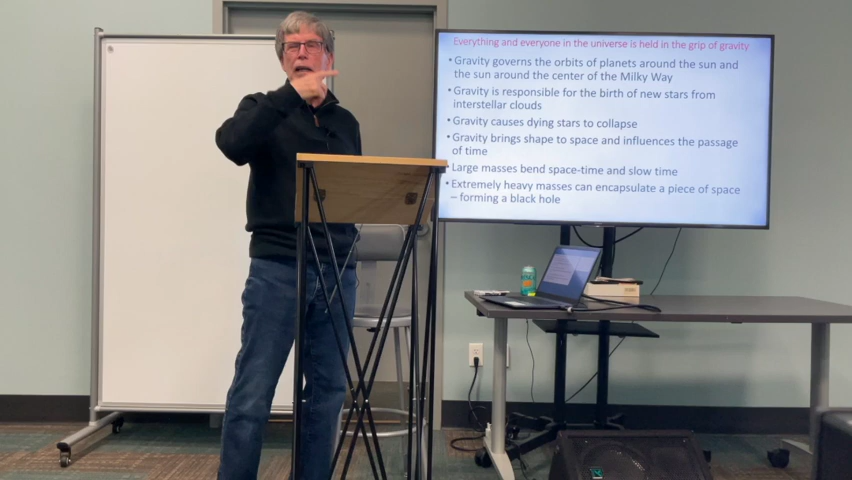 Everything and everyone in the universe is held in the grip of gravity
•Gravity governs the orbits of planets around the sun and
the sun around the center of the Milky Way
•Gravity is responsible for the birth of new stars from
interstellar clouds
•Gravity causes dying stars to collapse
•Gravity brings shape to space and influences the passage
of time
•Large masses bend space-time and slow time
•Extremely heavy masses can encapsulate a piece of space
– forming a black hole